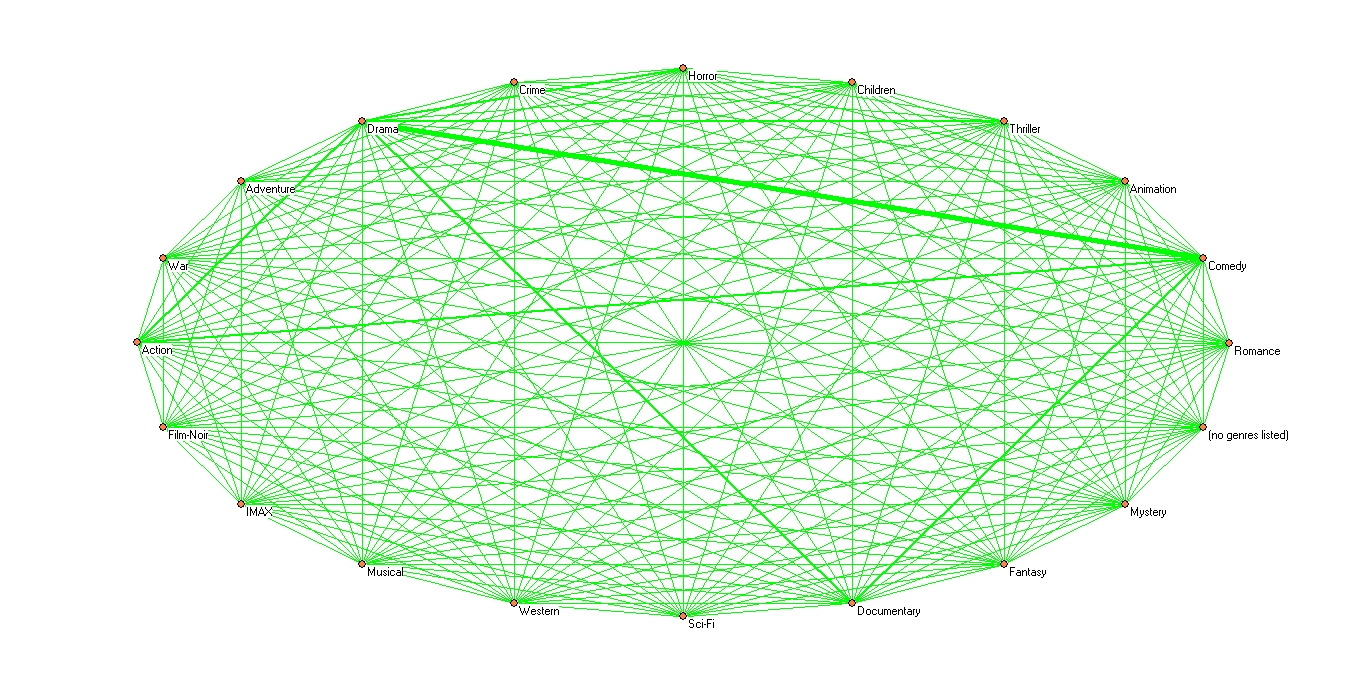 Horror
Crime
Children
Drama
Thriller
Adventure
Animation
War
Comedy
Action
Romance
Film-Noir
(no genres listed)
IMAX
Mystery
Musical
Fantasy
Western
Documentary
Sci-Fi